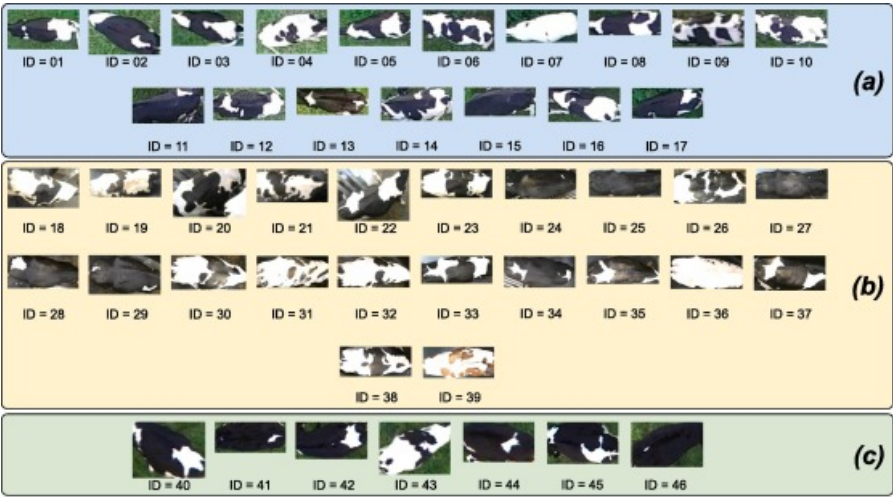 ID = 01 ID = 02 ID = 03 ID = 04 ID = 05 ID = 06 ID = 07 ID = 08 ID = 09 ID = 10
(a)
ID = 11 ID = 12 ID = 13 ID = 14 ID = 15 ID = 16 ID = 17
ID = 18 ID = 19 ID = 20 ID = 21 ID = 22 ID = 23 ID = 24 ID = 25 ID = 26 ID = 27
(b)
ID = 28 ID = 29 ID = 30 ID = 31 ID = 32 ID = 33 ID = 34 ID = 35 ID = 36 ID = 37
ID = 38 ID = 39
(c)
ID = 40 ID = 41 ID = 42 ID = 43 ID = 44 ID = 45 ID = 46